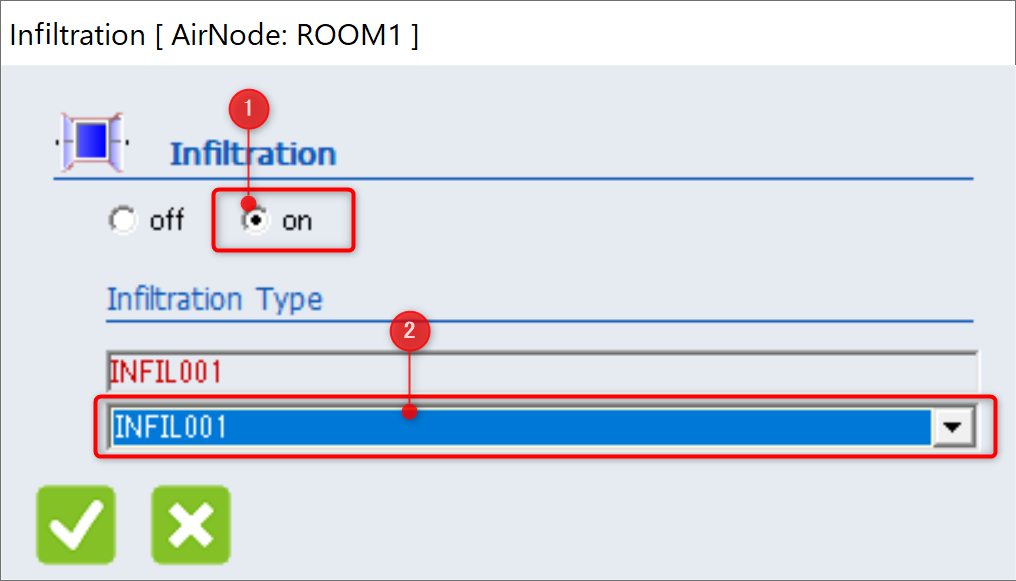 Infiltration [ AirNode: ROOM1 ]
1
Infiltration
off on
Infiltration Type
2
INFIL001
INFIL001